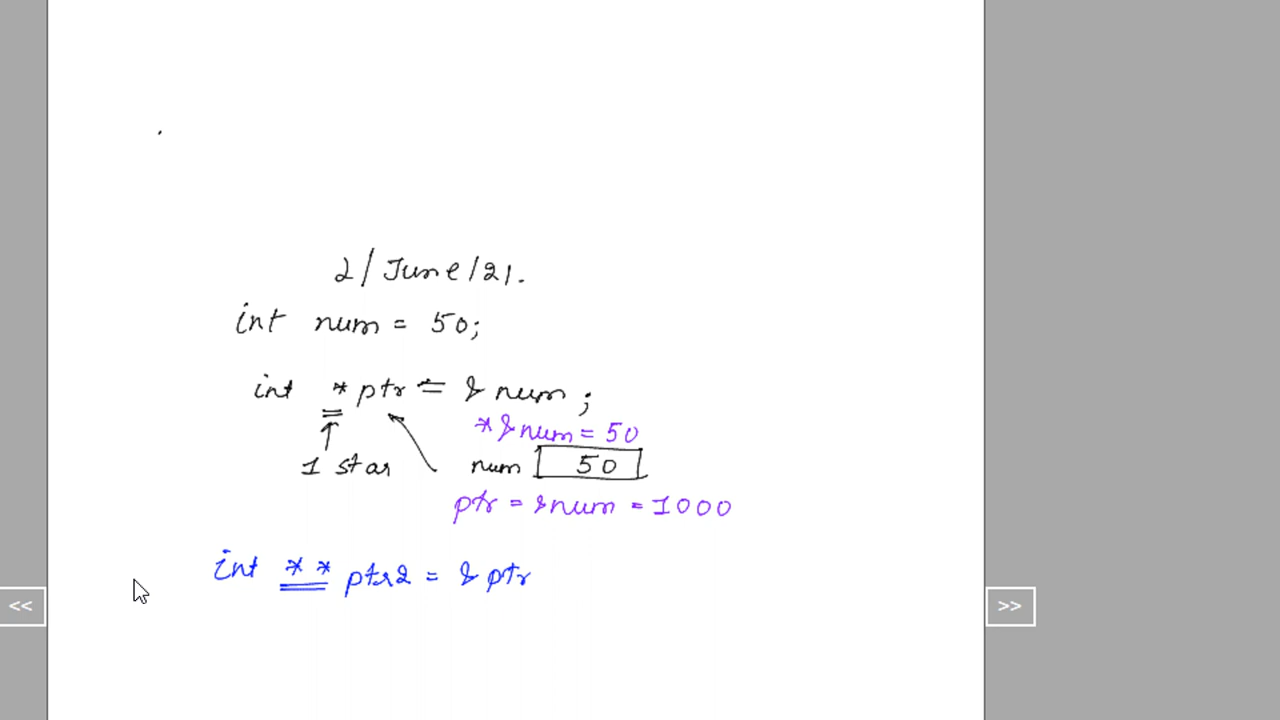 2/June/21.
int num = 50;
int *ptr = & num ;
*&num = 50
1 star num 50
ptr = &num = 1000
int ** ptr2 = & ptr
<< >>